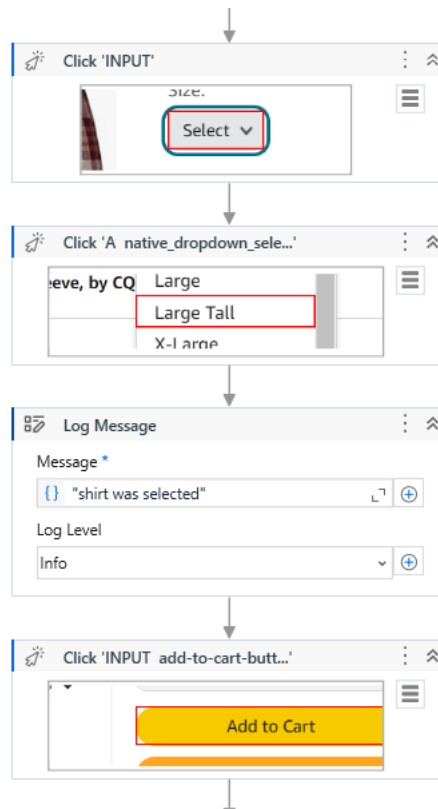 Click 'INPUT'
Size:
Select
Click 'A native_dropdown_sele...'
eeve, by CQ
Large
Large Tall
X-Large
Log Message
Message *
{} "shirt was selected"
Log Level
Info
Click 'INPUT add-to-cart-butt...'
Add to Cart